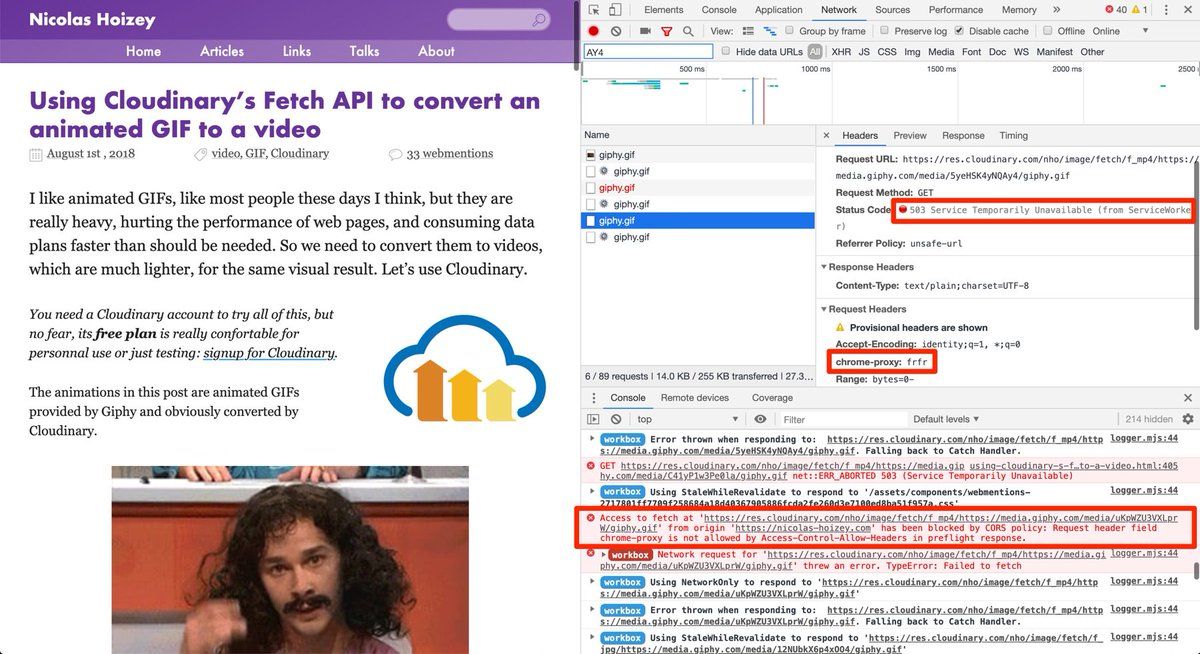 Nicolas Hoizey
Home Articles Links Talks About
Using Cloudinary’s Fetch API to convert an
animated GIF to a video
August 1st , 2018 video, GIF, Cloudinary 33 webmentions
I like animated GIFs, like most people these days I think, but they are
really heavy, hurting the performance of web pages, and consuming data
plans faster than should be needed. So we need to convert them to videos,
which are much lighter, for the same visual result. Let’s use Cloudinary.
You need a Cloudinary account to try all of this, but
no fear, its free plan is really confortable for
personnal use or just testing: signup for Cloudinary.
The animations in this post are animated GIFs
provided by Giphy and obviously converted by
Cloudinary.
Elements Console Application Network Sources Performance Memory » 40 1
View: Group by frame Preserve log Disable cache Offline Online
AY4 Hide data URLs All XHR JS CSS Img Media Font Doc WS Manifest Other
500 ms 1000 ms 1500 ms 2000 ms 2500
Name
giphy.gif
giphy.gif
giphy.gif
giphy.gif
giphy.gif
giphy.gif
6 / 89 requests | 14.0 KB / 255 KB transferred | 27.3...
× Headers Preview Response Timing
Request URL: https://res.cloudinary.com/nho/image/fetch/f_mp4/https://
media.giphy.com/media/5yeHSK4yNQAy4/giphy.gif
Request Method: GET
Status Code: 503 Service Temporarily Unavailable (from ServiceWorke
r)
Referrer Policy: unsafe-url
Response Headers
Content-Type: text/plain;charset=UTF-8
Request Headers
Provisional headers are shown
Accept-Encoding: identity;q=1, *;q=0
chrome-proxy: frfr
Range: bytes=0-
Console Remote devices Coverage
top Filter Default levels 214 hidden
workbox Error thrown when responding to: https://res.cloudinary.com/nho/image/fetch/f_mp4/http logger.mjs:44
s://media.giphy.com/media/5yeHSK4yNQAy4/giphy.gif. Falling back to Catch Handler.
GET https://res.cloudinary.com/nho/image/fetch/f_mp4/https://media.gip using-cloudinary-s-f…to-a-video.html:405
hy.com/media/C41yP1w3Pe0la/giphy.gif net::ERR_ABORTED 503 (Service Temporarily Unavailable)
workbox Using StaleWhileRevalidate to respond to '/assets/components/webmentions- logger.mjs:44
Access to fetch at 'https://res.cloudinary.com/nho/image/fetch/f_mp4/https://media.giphy.com/media/uKpWZU3VXLpr
W/giphy.gif' from origin 'https://nicolas-hoizey.com' has been blocked by CORS policy: Request header field
chrome-proxy is not allowed by Access-Control-Allow-Headers in preflight response.
workbox Network request for 'https://res.cloudinary.com/nho/image/fetch/f_mp4/https://media.gi logger.mjs:44
phy.com/media/uKpWZU3VXLprW/giphy.gif' threw an error. TypeError: Failed to fetch
workbox Using NetworkOnly to respond to 'https://res.cloudinary.com/nho/image/fetch/f_mp4/http logger.mjs:44
s://media.giphy.com/media/uKpWZU3VXLprW/giphy.gif'
workbox Error thrown when responding to: https://res.cloudinary.com/nho/image/fetch/f_mp4/http logger.mjs:44
s://media.giphy.com/media/uKpWZU3VXLprW/giphy.gif. Falling back to Catch Handler.
workbox Using StaleWhileRevalidate to respond to 'https://res.cloudinary.com/nho/image/fetch/f_ logger.mjs:44
jpg/https://media.giphy.com/media/12NUbkX6p4xOO4/giphy.gif'